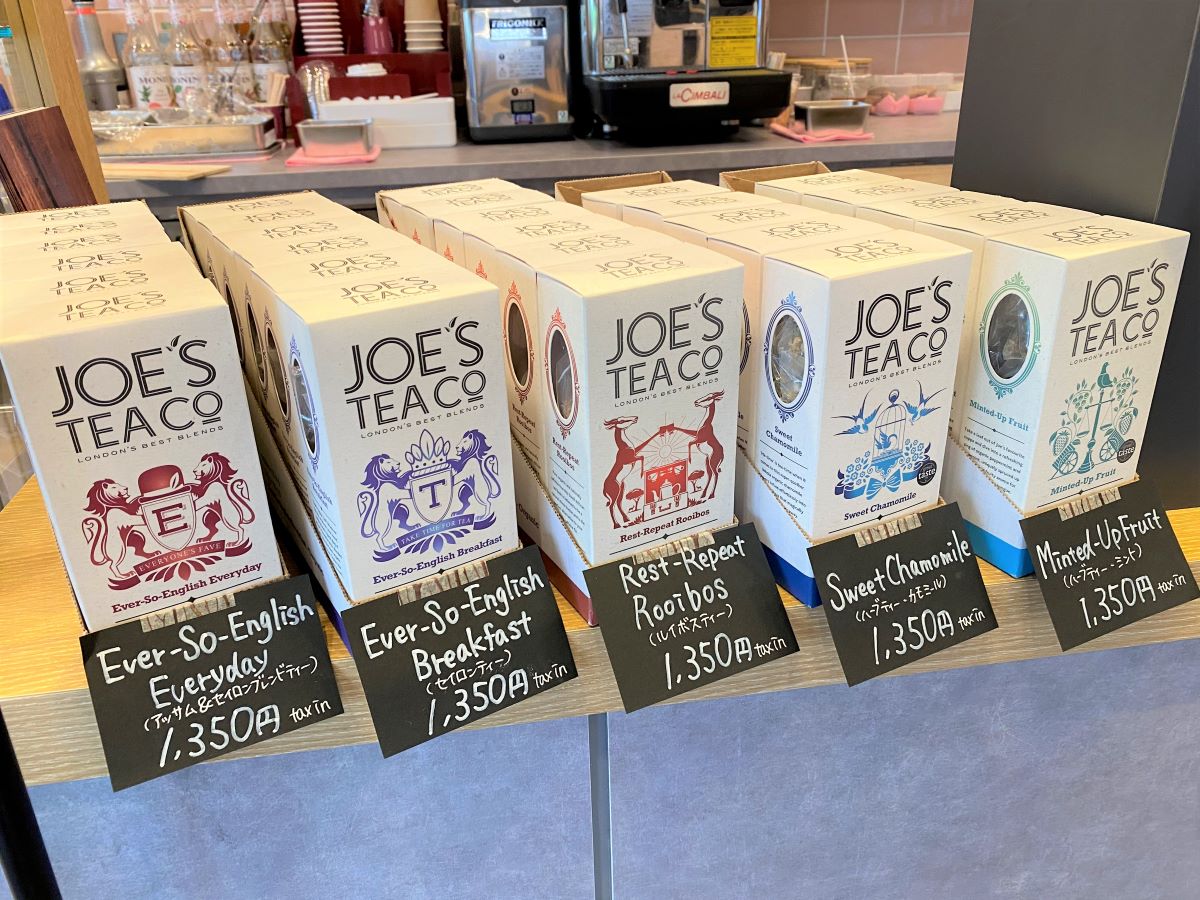 TRIGONIK
LACIMBALI
JOE'S
TEA CO
LONDON'S BEST BLENDS
E
EVERYONE'S FAVE
Ever-So-English Everyday
Ever-So-English
Everyday
(アッサム&セイロンブレンドティー)
1,350円 tax in
JOE'S
TEA CO
LONDON'S BEST BLENDS
T
TAKE TIME FOR TEA
Ever-So-English Breakfast
Ever-So-English
Breakfast
(セイロンティー)
1,350円 tax in
Rest-Repeat
Rooibos
JOE'S
TEA CO
LONDON'S BEST BLENDS
Rest-Repeat Rooibos
Rest-Repeat
Rooibos
(ルイボスティー)
1,350円 tax in
Sweet
Chamomile
JOE'S
TEA CO
LONDON'S BEST BLENDS
Sweet Chamomile
Sweet Chamomile
(ハーブティー・カモミール)
1,350円 tax in
Minted-Up Fruit
JOE'S
TEA CO
LONDON'S BEST BLENDS
Minted-Up Fruit
Minted-Up Fruit
(ハーブティー・ミント)
1,350円 tax in